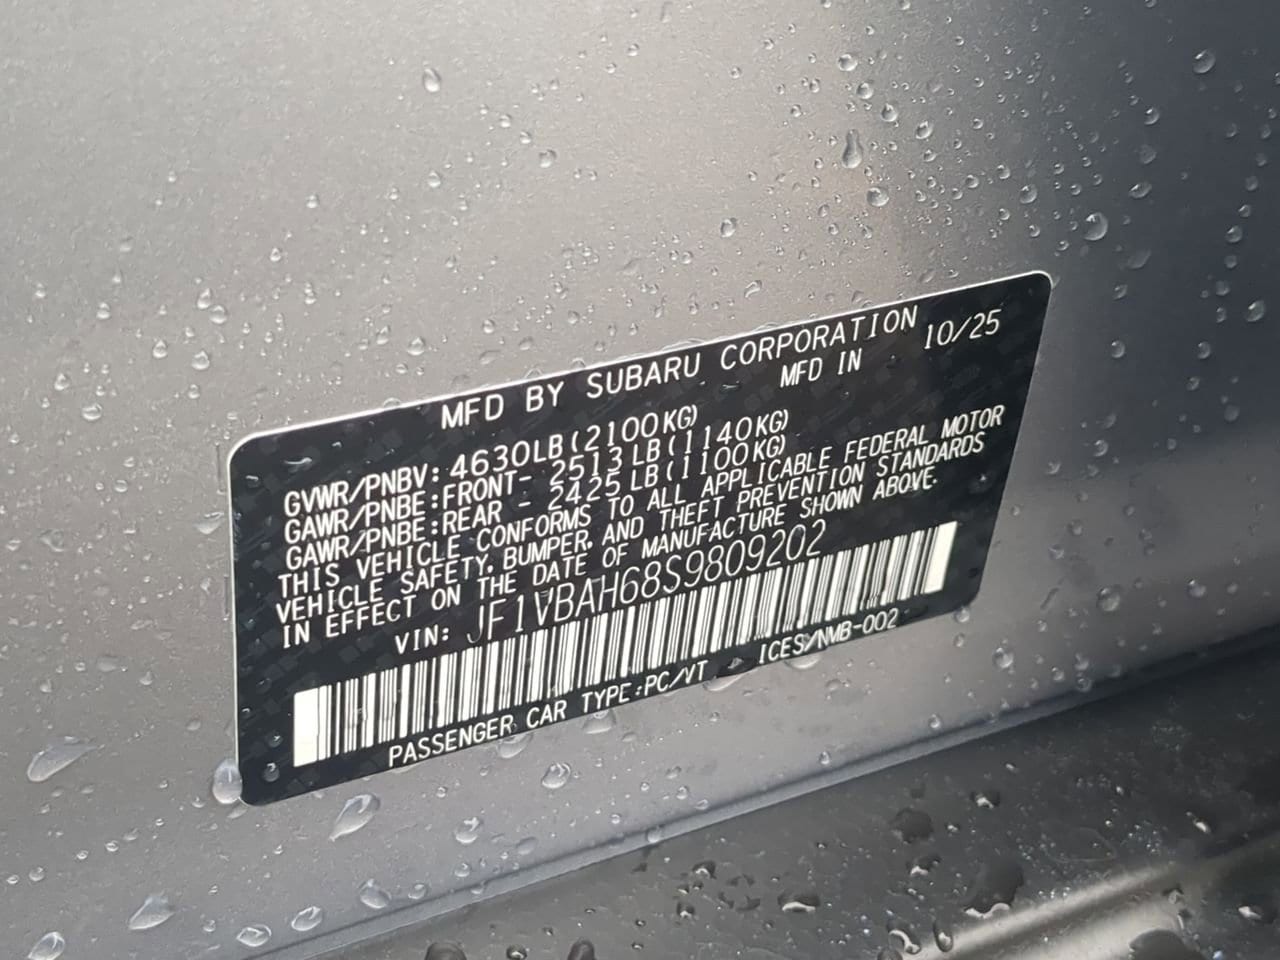 MFD BY SUBARU CORPORATION
MFD IN 10/25
GVWR/PNBV: 4630LB(2100KG)
GAWR/PNBE:FRONT- 2513LB(1140KG)
GAWR/PNBE:REAR - 2425LB(1100KG)
THIS VEHICLE CONFORMS TO ALL APPLICABLE FEDERAL MOTOR
VEHICLE SAFETY, BUMPER, AND THEFT PREVENTION STANDARDS
IN EFFECT ON THE DATE OF MANUFACTURE SHOWN ABOVE.
VIN: JF1VBAH68S9809202
PASSENGER CAR TYPE:PC/VT ICES/NMB-002